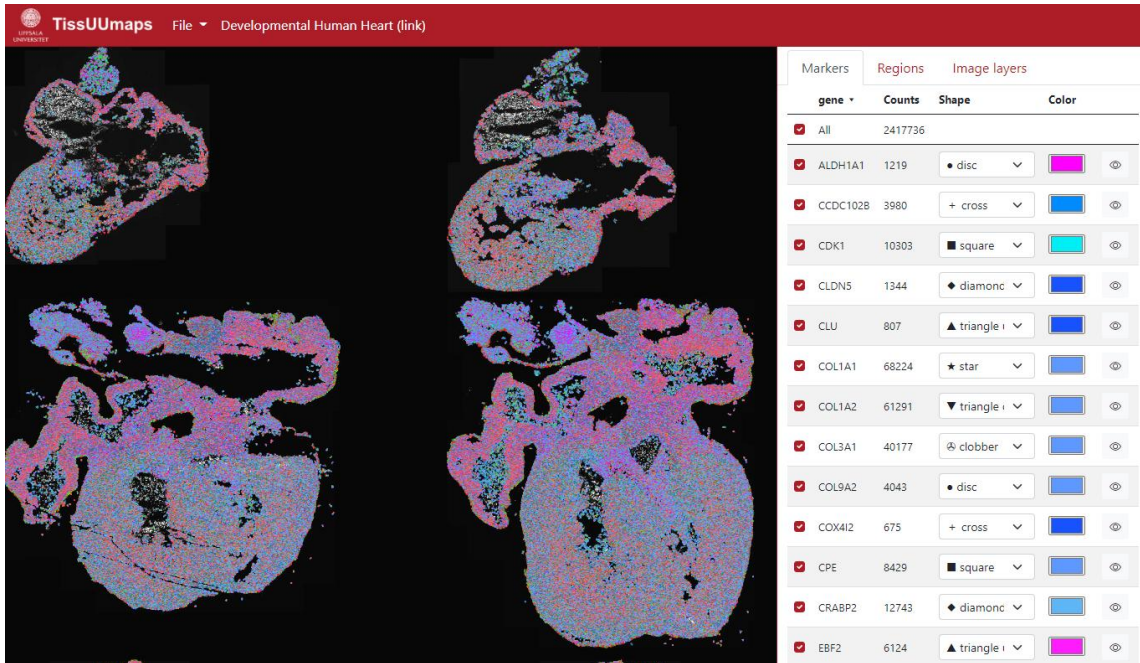 UPPSALA
UNIVERSITET
TissUUmaps File Developmental Human Heart (link)
Markers Regions Image layers
gene Counts Shape Color
All 2417736
ALDH1A1 1219 disc
CCDC102B 3980 cross
CDK1 10303 square
CLDN5 1344 diamond
CLU 807 triangle
COL1A1 68224 star
COL1A2 61291 triangle
COL3A1 40177 clobber
COL9A2 4043 disc
COX4I2 675 cross
CPE 8429 square
CRABP2 12743 diamond
EBF2 6124 triangle